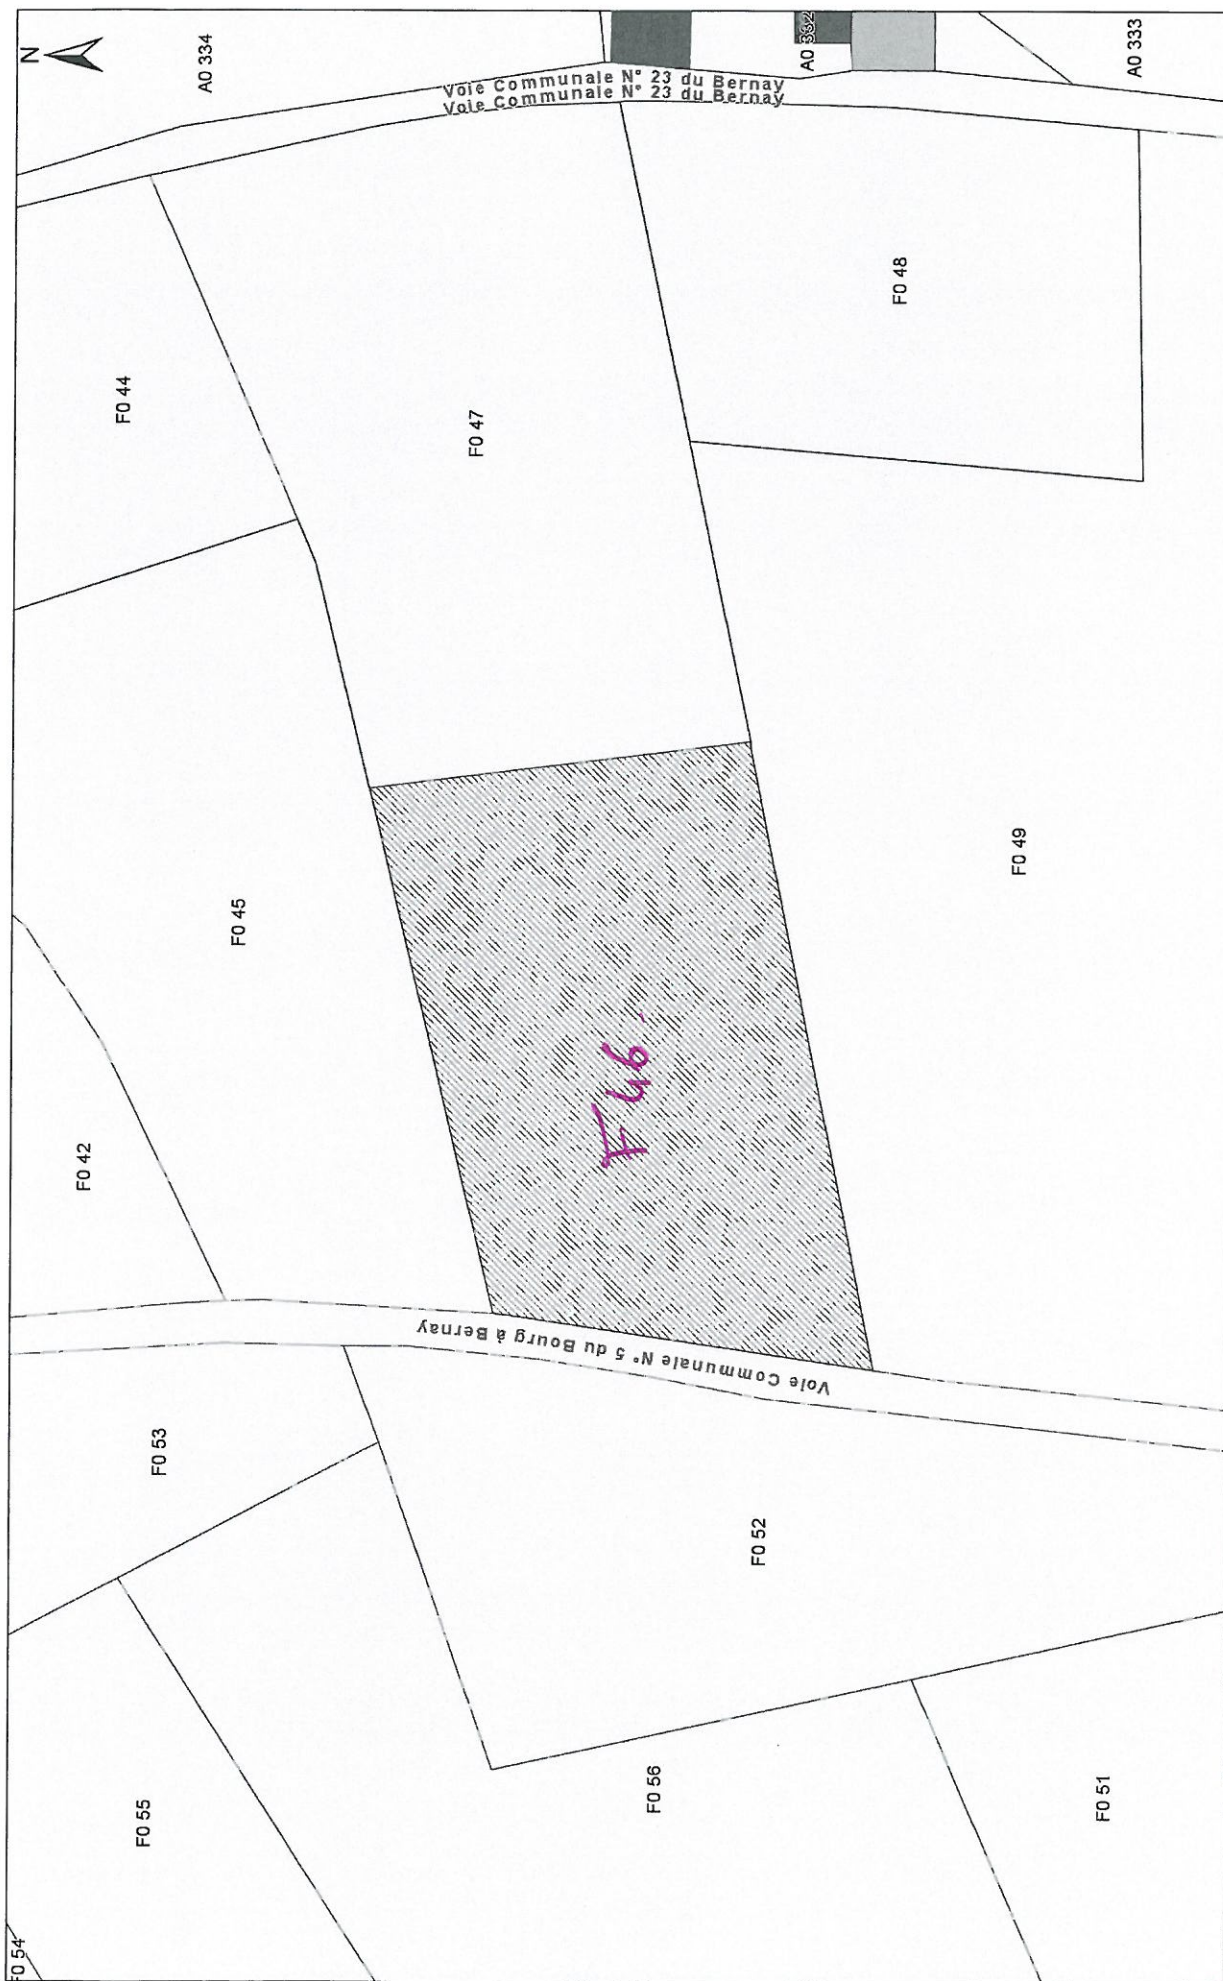 N
A0 334
Voie Communale N° 23 du Bernay
Voie Communale N° 23 du Bernay
A0 332
A0 333
F0 44
F0 47
F0 48
F0 45
F0 42
F 46.
F0 49
Voie Communale N° 5 du Bourg à Bernay
F0 53
F0 52
F0 54
F0 55
F0 56
F0 51